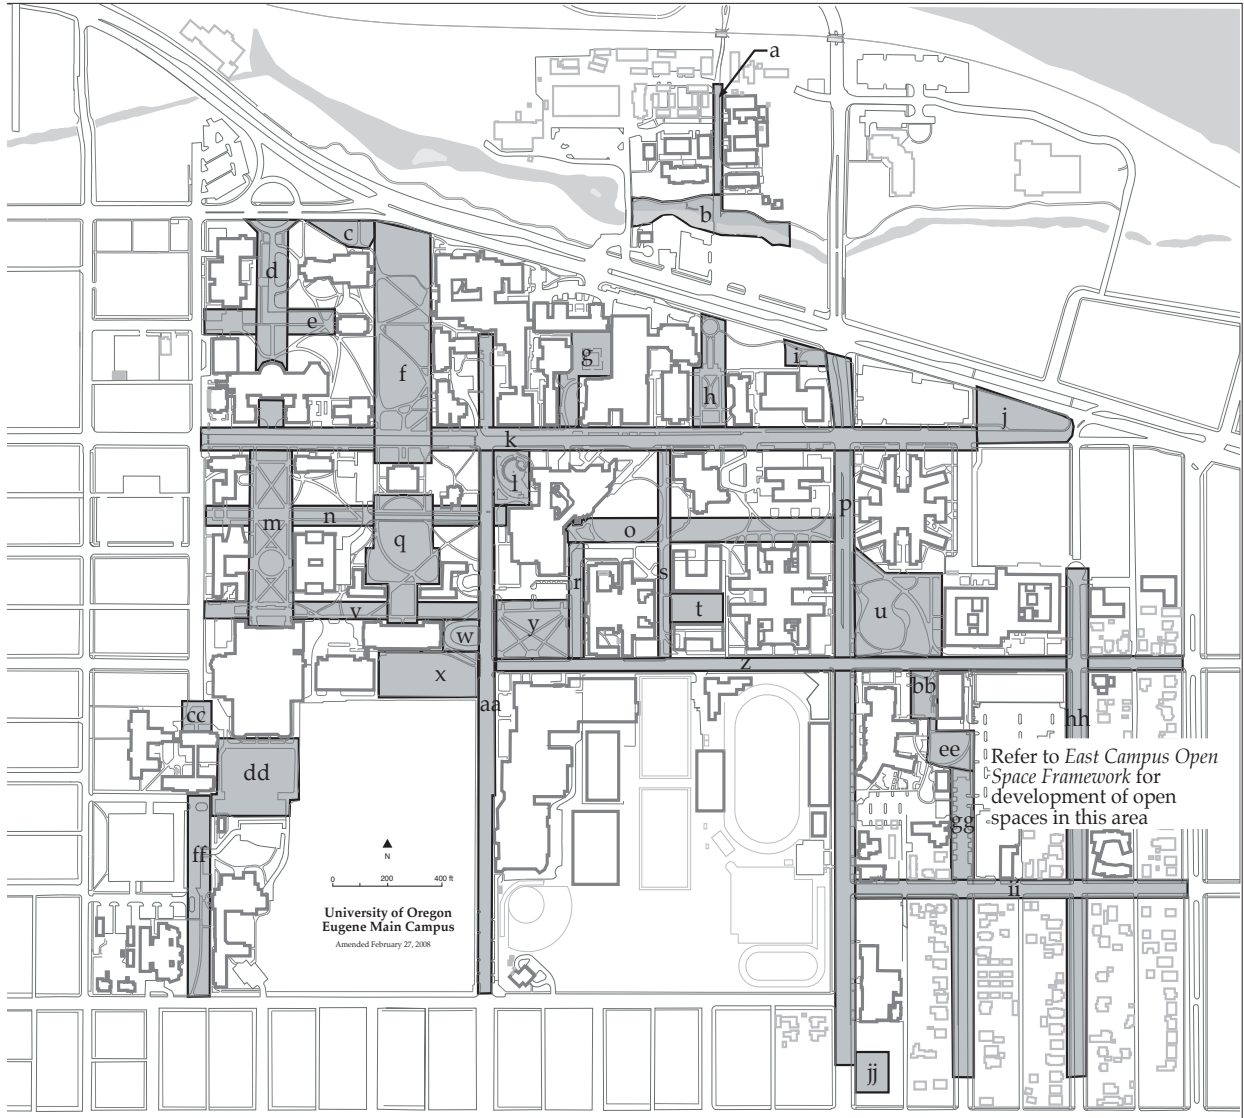 a
b
c
d
e
f
g
h
i
j
k
l
m
n
o
p
q
r
s
t
u
v
w
x
y
z
aa
bb
cc
dd
ee
Refer to East Campus Open
Space Framework for
development of open
spaces in this area
ff
gg
hh
ii
jj
N
0 200 400 ft
University of Oregon
Eugene Main Campus
Amended February 27, 2008